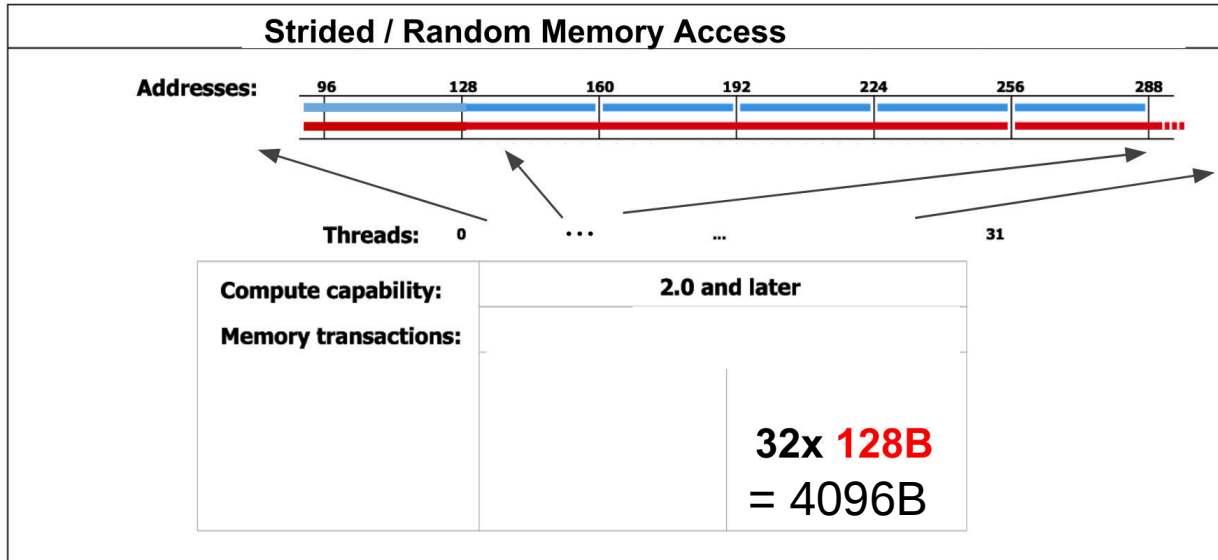 Strided / Random Memory Access
Addresses: 96 128 160 192 224 256 288
Threads: 0 ... ... 31
Compute capability: 2.0 and later
Memory transactions:
32x 128B
= 4096B